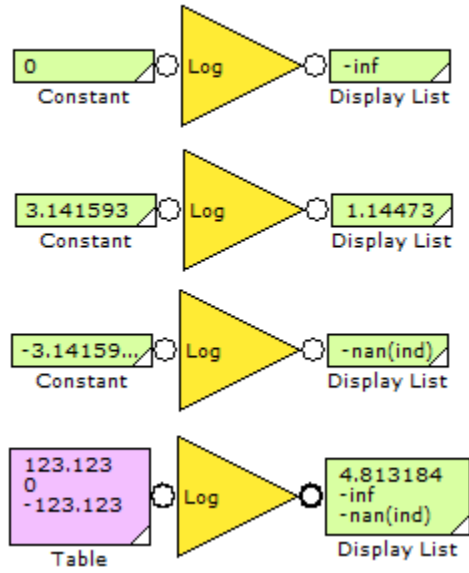 0
Log
-inf
Constant
Display List
3.141593
Log
1.14473
Constant
Display List
-3.14159...
Log
-nan(ind)
Constant
Display List
123.123
0
-123.123
Log
4.813184
-inf
-nan(ind)
Table
Display List